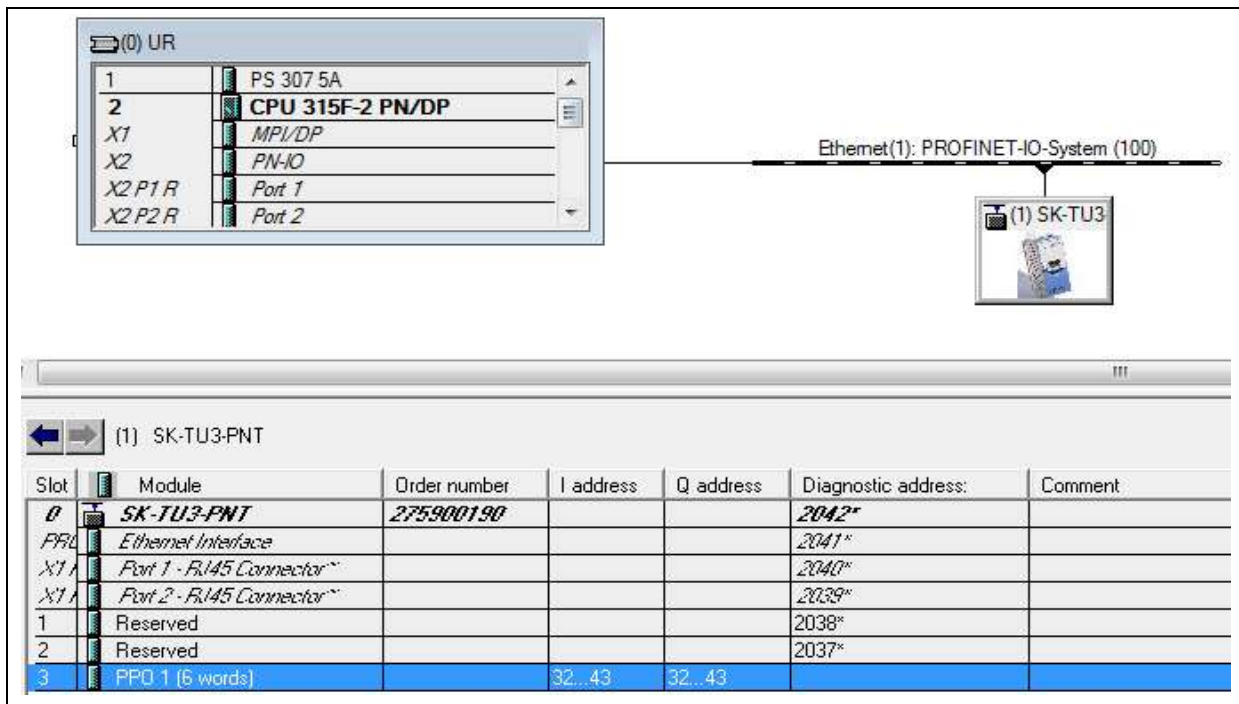 (0) UR
1 PS 307 5A
2 CPU 315F-2 PN/DP
X1 MPI/DP
X2 PN-IO
X2 P1 R Port 1
X2 P2 R Port 2
Ethernet(1): PROFINET-IO-System (100)
(1) SK-TU3
(1) SK-TU3-PNT
Slot Module Order number I address Q address Diagnostic address: Comment
0 SK-TU3-PNT 275900190 2042*
Ethernet Interface 2041*
X1 Port 1 - RJ45 Connector~ 2040*
X1 Port 2 - RJ45 Connector~ 2039*
1 Reserved 2038*
2 Reserved 2037*
3 PPO 1 (6 words) 32...43 32...43